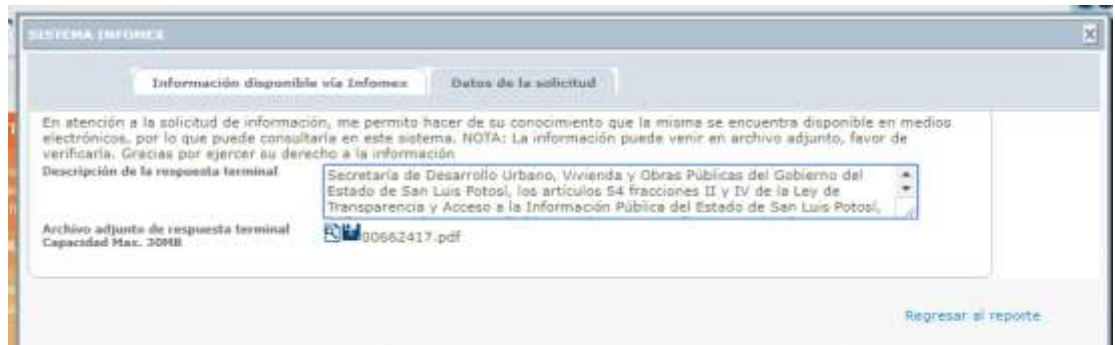 SISTEMA INFOMEX
Información disponible vía Infomex Datos de la solicitud
En atención a la solicitud de información, me permito hacer de su conocimiento que la misma se encuentra disponible en medios
electrónicos, por lo que puede consultarla en este sistema. NOTA: La información puede venir en archivo adjunto, favor de
verificarla. Gracias por ejercer su derecho a la información
Descripción de la respuesta terminal
Secretaría de Desarrollo Urbano, Vivienda y Obras Públicas del Gobierno del
Estado de San Luis Potosí, los artículos 54 fracciones II y IV de la Ley de
Transparencia y Acceso a la Información Pública del Estado de San Luis Potosí,
Archivo adjunto de respuesta terminal
Capacidad Max. 30MB
00662417.pdf
Regresar al reporte